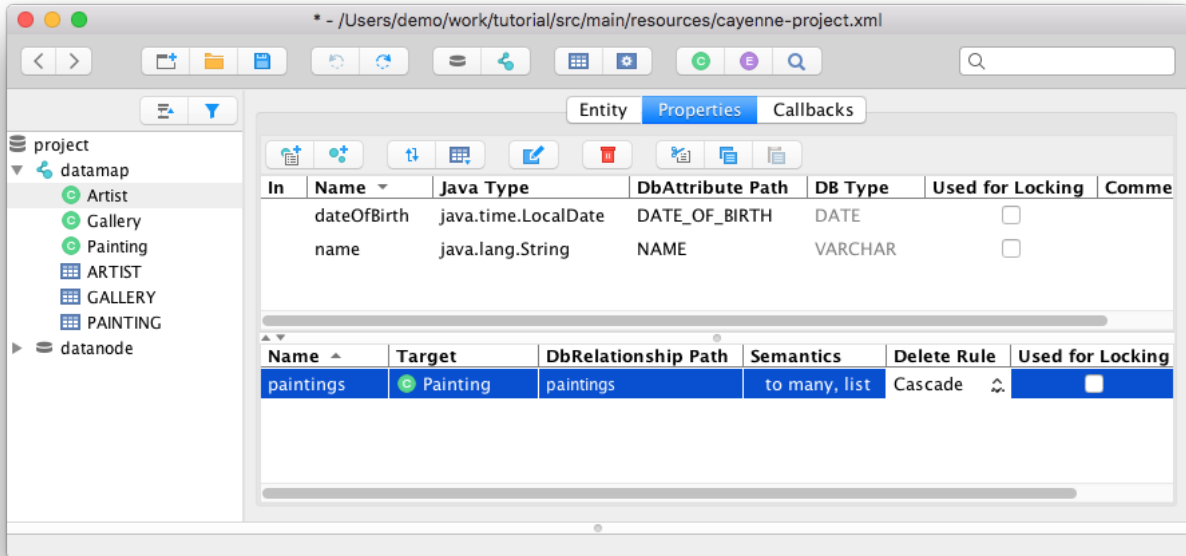 * - /Users/demo/work/tutorial/src/main/resources/cayenne-project.xml
C E
Entity Properties Callbacks
project
datamap
C Artist
C Gallery
C Painting
ARTIST
GALLERY
PAINTING
datanode
In Name Java Type DbAttribute Path DB Type Used for Locking Comme
dateOfBirth java.time.LocalDate DATE_OF_BIRTH DATE
name java.lang.String NAME VARCHAR
Name Target DbRelationship Path Semantics Delete Rule Used for Locking
paintings C Painting paintings to many, list Cascade